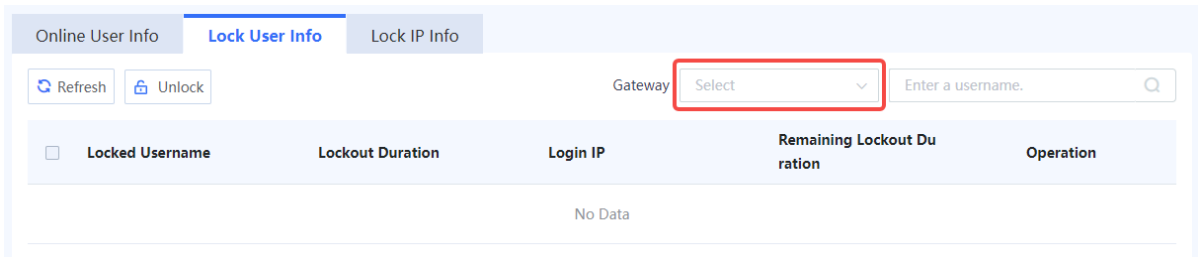 Online User Info Lock User Info Lock IP Info
Refresh Unlock Gateway Select Enter a username.
Locked Username Lockout Duration Login IP Remaining Lockout Du Operation
ration
No Data